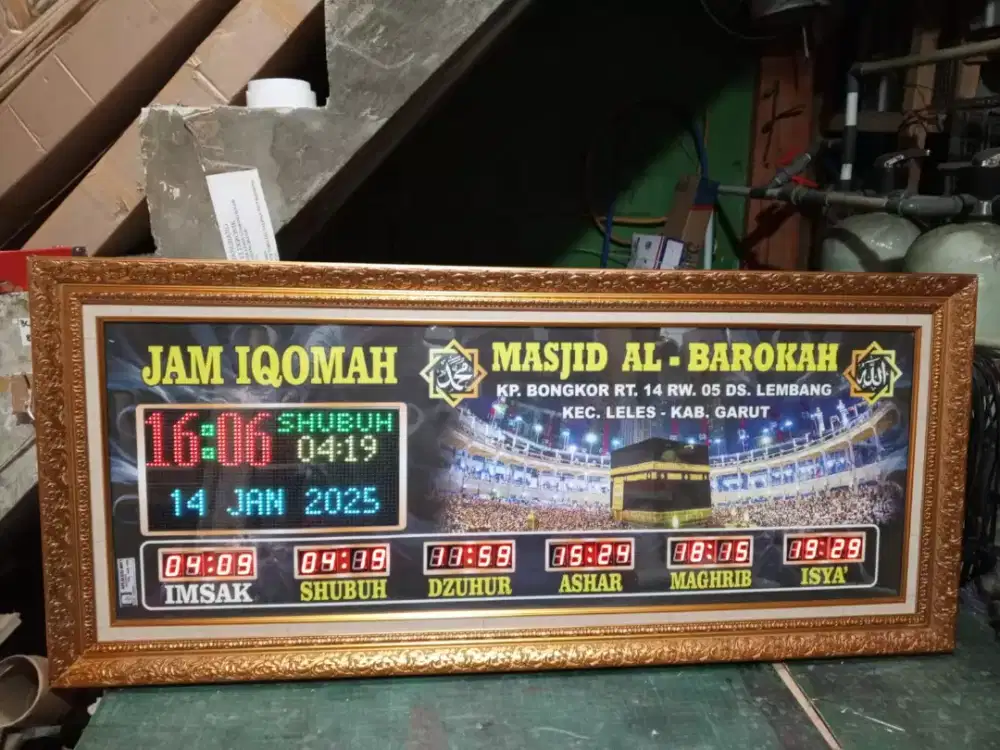 JAM IQOMAH
16:06
SHUBUH
04:19
14 JAN 2025
محمد
MASJID AL - BAROKAH
الله
KP. BONGKOR RT. 14 RW. 05 DS. LEMBANG
KEC. LELES - KAB. GARUT
04:09 04:19 11:59 15:24 18:15 19:29
IMSAK SHUBUH DZUHUR ASHAR MAGHRIB ISYA'